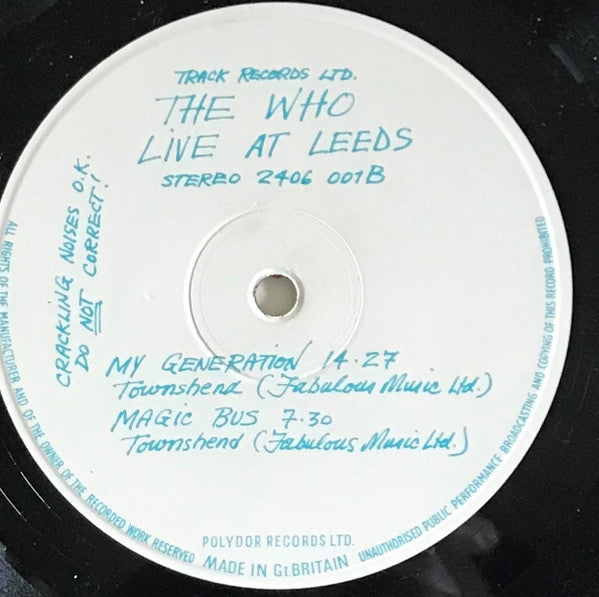 TRACK RECORDS LTD.
THE WHO
LIVE AT LEEDS
STEREO 2406 001B
CRACKLING NOISES O.K.
DO NOT CORRECT!
MY GENERATION 14.27
Townshend (Fabulous Music Ltd.)
MAGIC BUS 7.30
Townshend (Fabulous Music Ltd.)
POLYDOR RECORDS LTD.
ALL RIGHTS OF THE MANUFACTURER AND OF THE OWNER OF THE RECORDED WORK RESERVED MADE IN Gt.BRITAIN UNAUTHORISED PUBLIC PERFORMANCE BROADCASTING AND COPYING OF THIS RECORD PROHIBITED